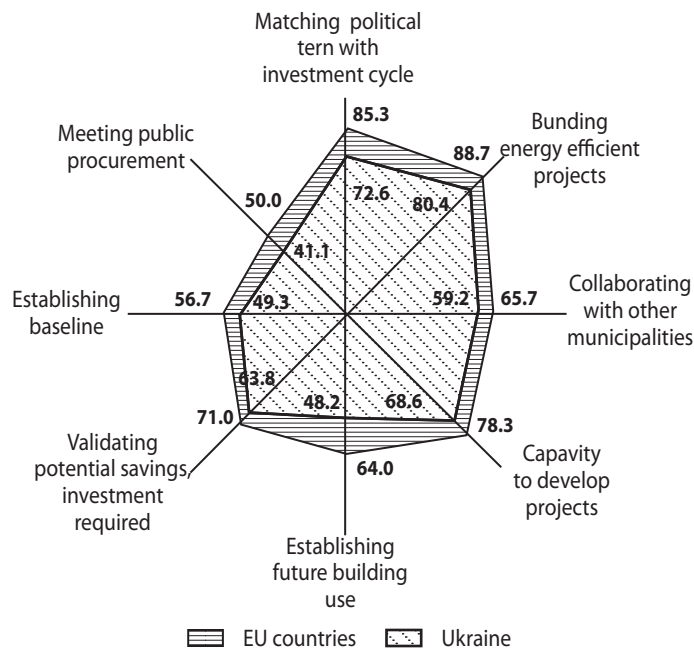 Matching political
tern with
investment cycle
85.3
Bunding
energy efficient
projects
88.7
Meeting public
procurement
50.0
72.6
80.4
41.1
Establishing
baseline
56.7
49.3
59.2
65.7
Collaborating
with other
municipalities
63.8
48.2
68.6
71.0
78.3
Validating
potential savings,
investment
required
64.0
Capavity
to develop
projects
Establishing
future building
use
EU countries
Ukraine